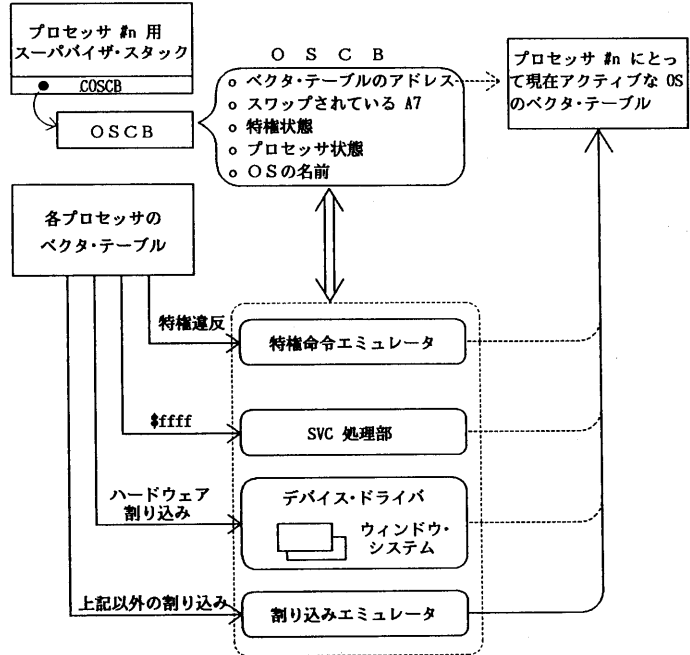 プロセッサ #n 用
スーパバイザ・スタック
COSCB
OSCB
O S C B
o ベクタ・テーブルのアドレス
o スワップされている A7
o 特権状態
o プロセッサ状態
o OSの名前
プロセッサ #n にとっ
て現在アクティブな OS
のベクタ・テーブル
各プロセッサの
ベクタ・テーブル
特権違反
特権命令エミュレータ
$ffff
SVC 処理部
ハードウェア
割り込み
デバイス・ドライバ
ウィンドウ・
システム
上記以外の割り込み
割り込みエミュレータ